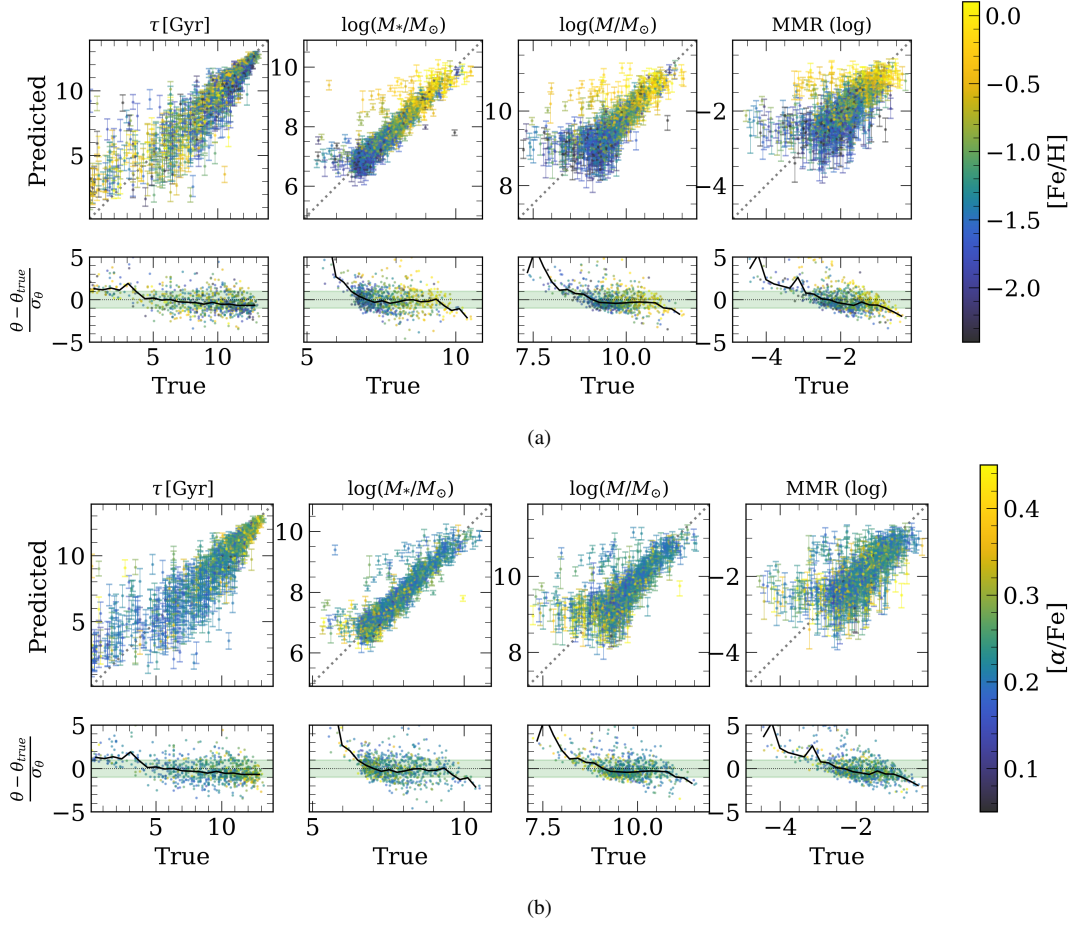 τ [Gyr]
log(M*/M⊙)
log(M/M⊙)
MMR (log)
Predicted
10
5
10
8
6
10
8
−2
−4
0.0
−0.5
−1.0
−1.5
−2.0
[Fe/H]
θ − θtrue
σθ
5
0
−5
5
0
−5
5 10
5 10
7.5 10.0
−4 −2
True True True True
(a)
τ [Gyr]
log(M*/M⊙)
log(M/M⊙)
MMR (log)
Predicted
10
5
10
8
6
10
8
−2
−4
0.4
0.3
0.2
0.1
[α/Fe]
θ − θtrue
σθ
5
0
−5
5
0
−5
5 10
5 10
7.5 10.0
−4 −2
True True True True
(b)